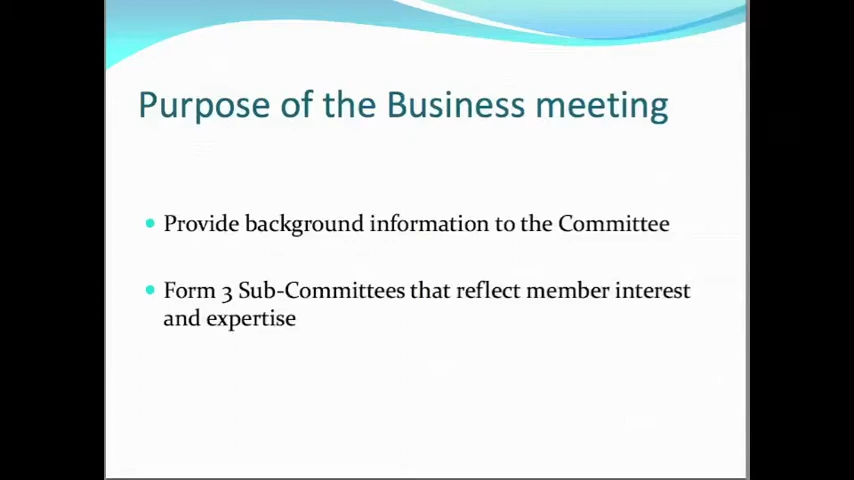 Purpose of the Business meeting
• Provide background information to the Committee
• Form 3 Sub-Committees that reflect member interest
and expertise